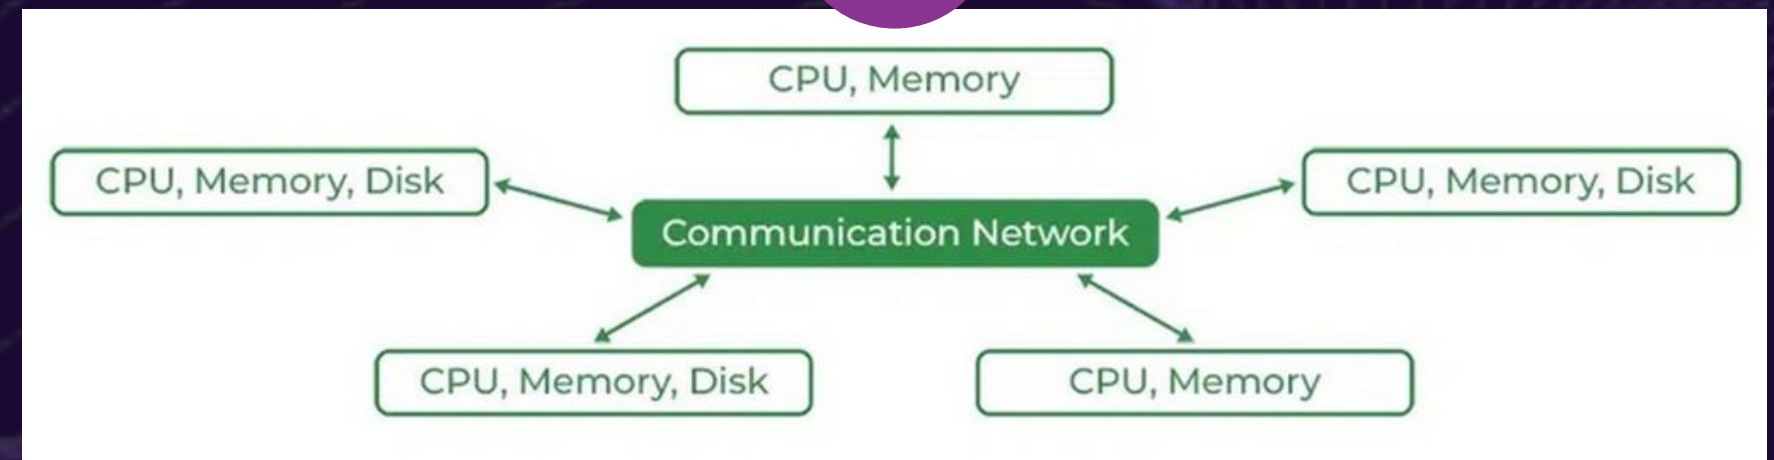 CPU, Memory
CPU, Memory, Disk
CPU, Memory, Disk
Communication Network
CPU, Memory, Disk
CPU, Memory